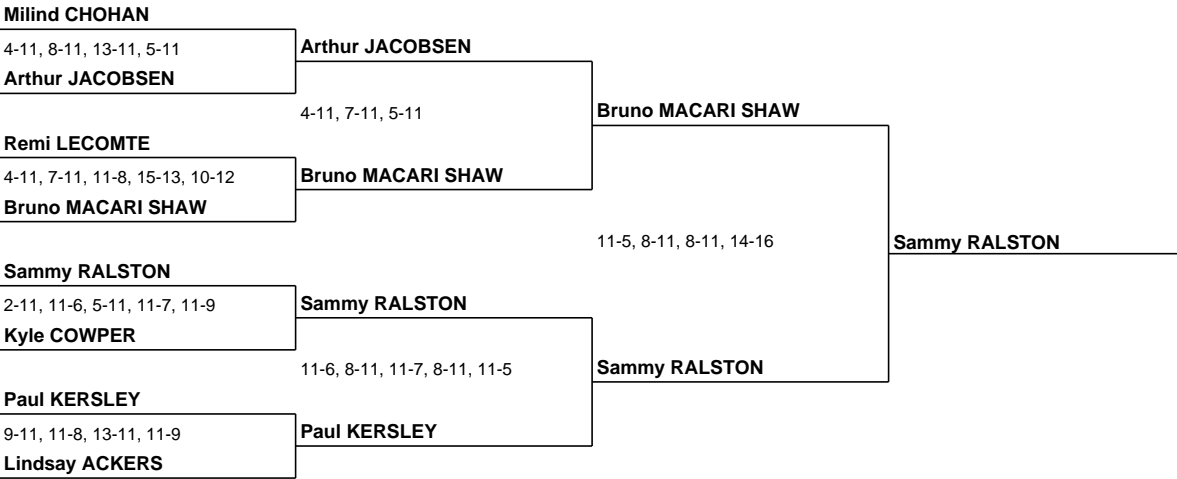 Milind CHOHAN
4-11, 8-11, 13-11, 5-11
Arthur JACOBSEN
Arthur JACOBSEN
4-11, 7-11, 5-11
Bruno MACARI SHAW
Remi LECOMTE
4-11, 7-11, 11-8, 15-13, 10-12
Bruno MACARI SHAW
Bruno MACARI SHAW
11-5, 8-11, 8-11, 14-16
Sammy RALSTON
Sammy RALSTON
2-11, 11-6, 5-11, 11-7, 11-9
Sammy RALSTON
Kyle COWPER
11-6, 8-11, 11-7, 8-11, 11-5
Sammy RALSTON
Paul KERSLEY
9-11, 11-8, 13-11, 11-9
Paul KERSLEY
Lindsay ACKERS